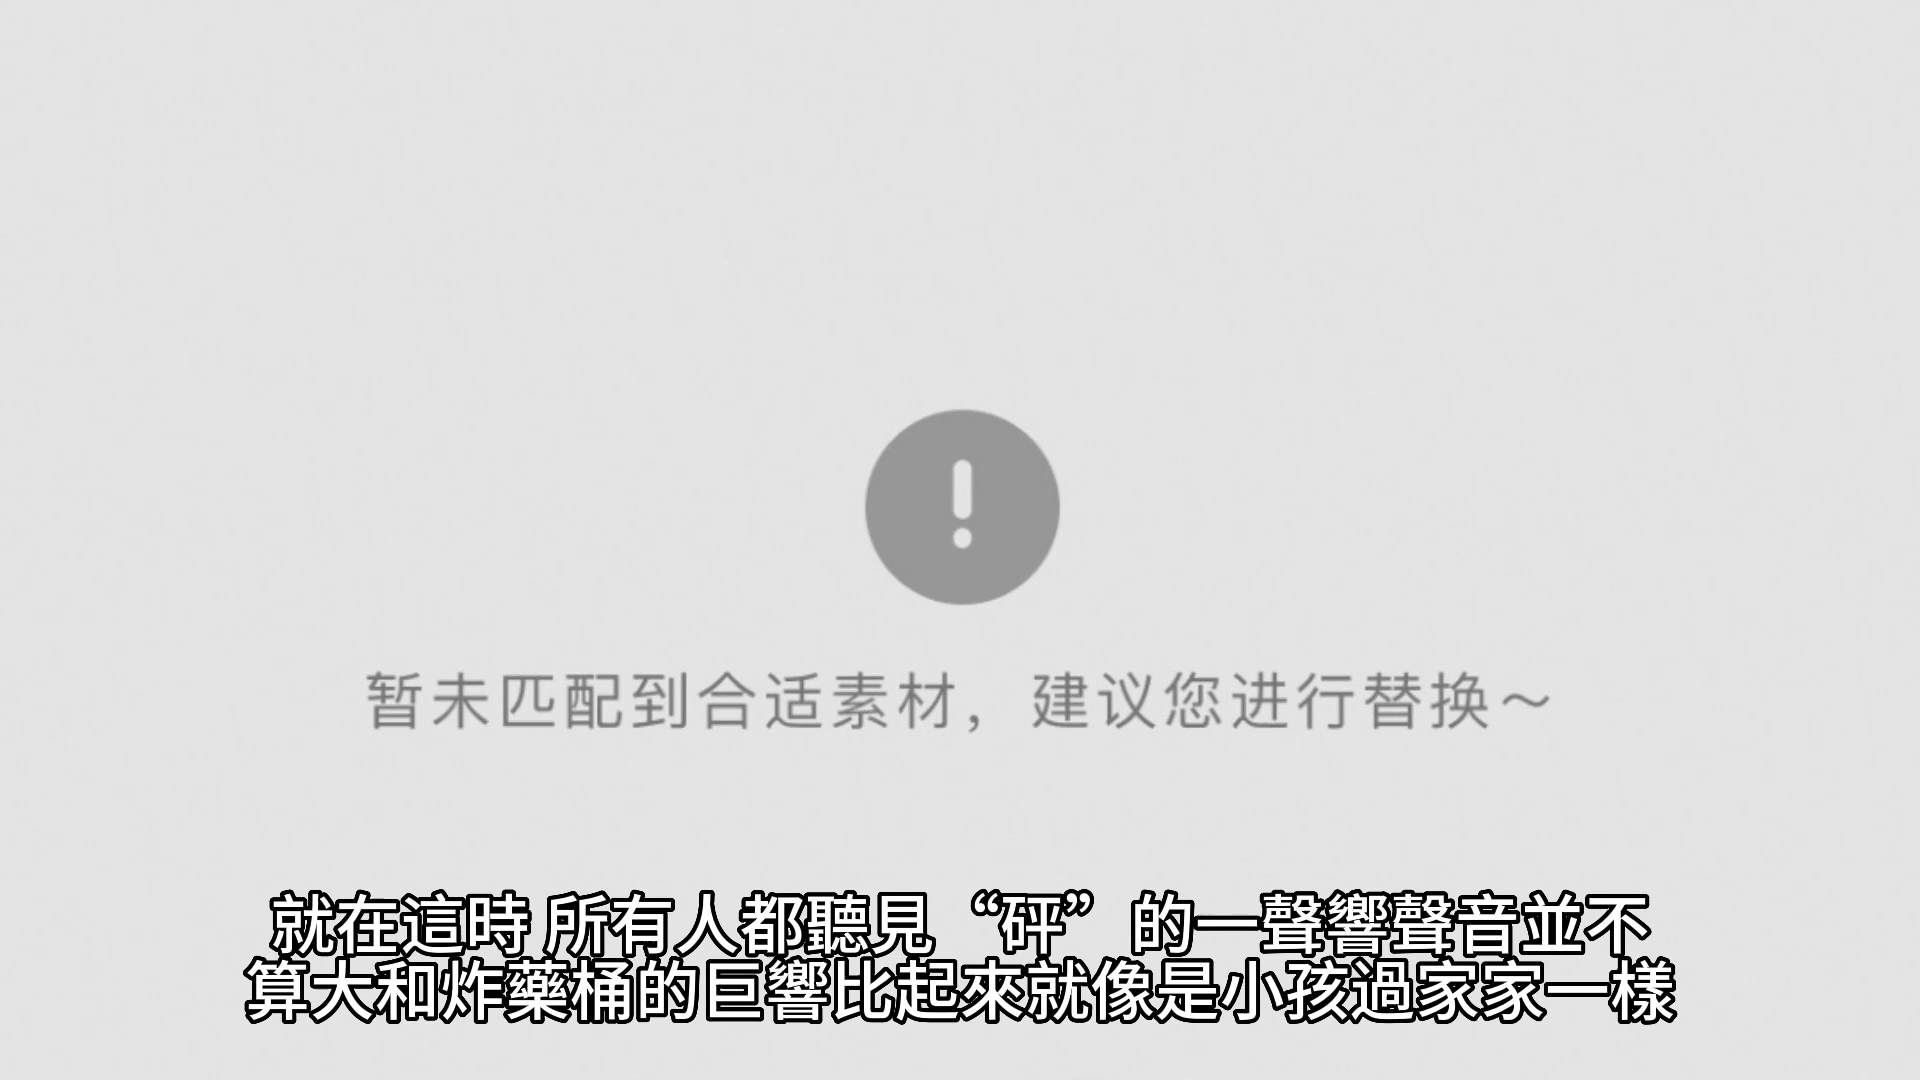 暂未匹配到合适素材，建议您进行替换～
就在這時 所有人都聽見“砰”的一聲響聲音並不
算大和炸藥桶的巨響比起來就像是小孩過家家一樣